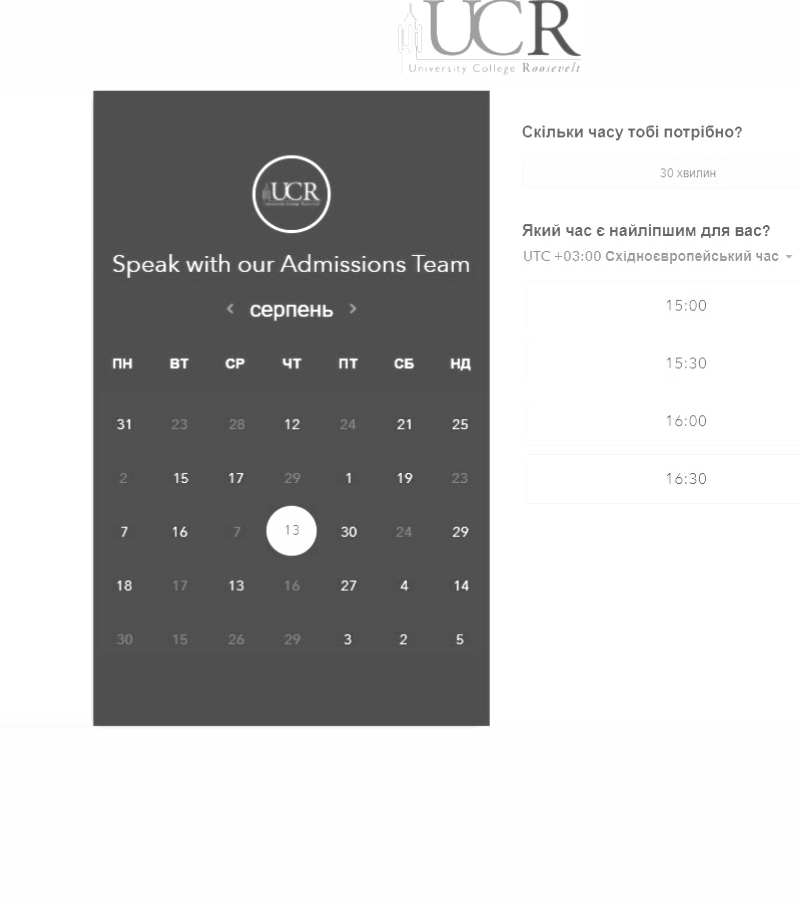 UCR
University College Roosevelt
UCR
Speak with our Admissions Team
< серпень >
ПН ВТ СР ЧТ ПТ СБ НД
31 23 28 12 24 21 25
2 15 17 29 1 19 23
7 16 7 13 30 24 29
18 17 13 16 27 4 14
30 15 26 29 3 2 5
Скільки часу тобі потрібно?
30 хвилин
Який час є найліпшим для вас?
UTC +03:00 Східноєвропейський час
15:00
15:30
16:00
16:30